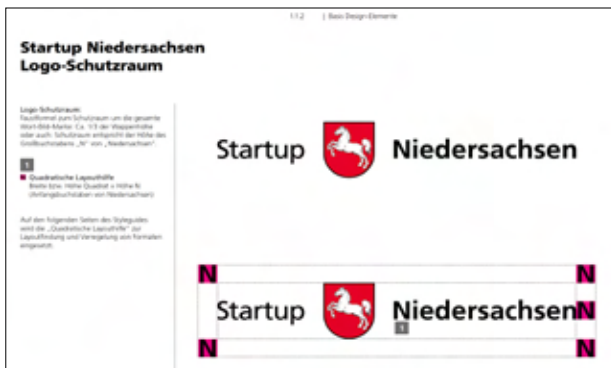 1.1.2 | Basis Design-Elemente
Startup Niedersachsen
Logo-Schutzraum
Logo-Schutzraum:
Faustformel zum Schutzraum um die gesamte
Wort-Bild-Marke: Ca. 1/3 der Wappenhöhe
oder auch: Schutzraum entspricht der Höhe des
Großbuchstabens „N“ von „Niedersachsen“.
1
Quadratische Layouthilfe
Breite bzw. Höhe Quadrat = Höhe N
(Anfangsbuchstaben von Niedersachsen)
Auf den folgenden Seiten des Styleguides
wird die „Quadratische Layouthilfe“ zur
Layoutfindung und Verregelung von Formaten
eingesetzt.
Startup Niedersachsen
N N
Startup Niedersachsen N
1
N N